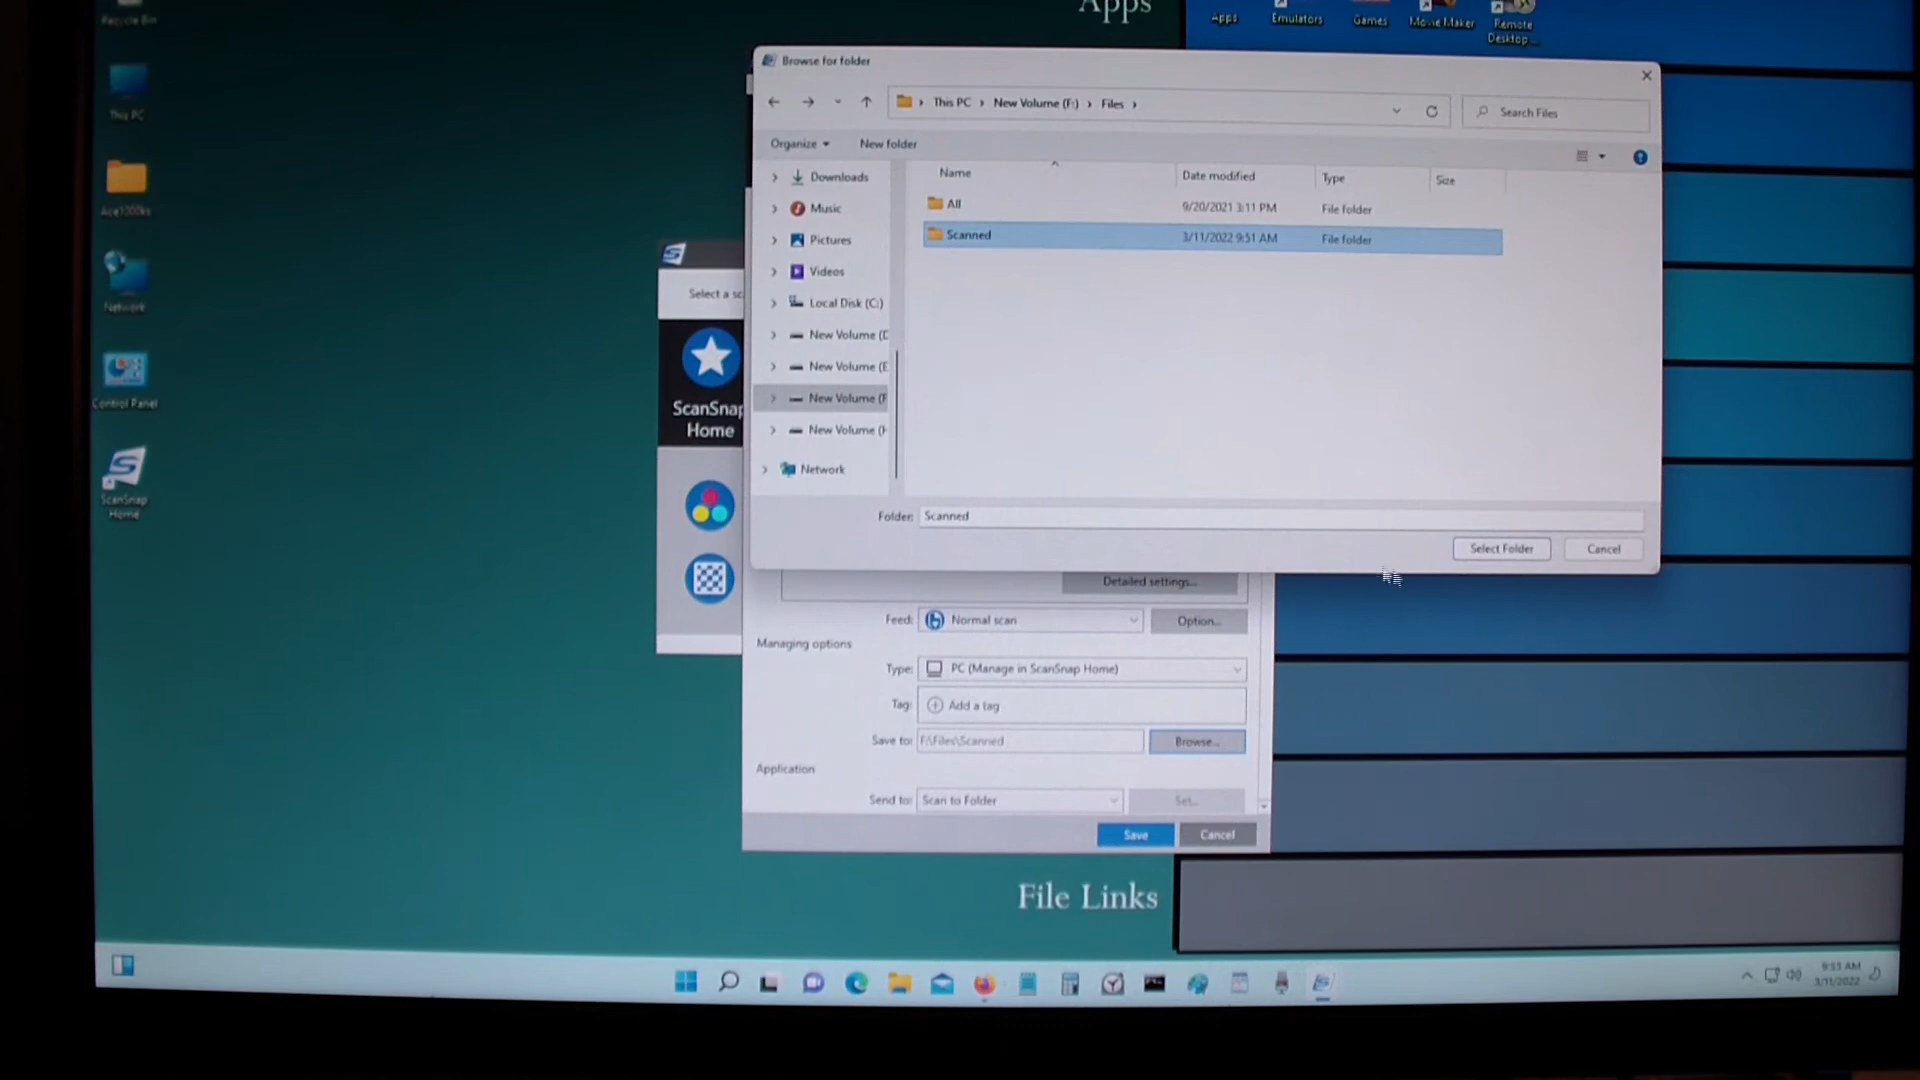 Apps
Recycle Bin
This PC
Ace1000ks
Network
Control Panel
ScanSnap
Home
Apps
Emulators
Games
Movie Maker
Remote
Desktop ...
Browse for folder
This PC > New Volume (F:) > Files >
Search Files
Organize
New folder
Name
Date modified
Type
Size
All
9/20/2021 3:11 PM
File folder
Scanned
3/11/2022 9:51 AM
File folder
Downloads
Music
Pictures
Videos
Local Disk (C:)
New Volume (D
New Volume (E
New Volume (F
New Volume (H
Network
Folder: Scanned
Select Folder
Cancel
Select a sc
ScanSnap
Home
Detailed settings...
Feed: Normal scan
Option...
Managing options
Type: PC (Manage in ScanSnap Home)
Tag: Add a tag
Save to: F:\Files\Scanned
Browse...
Application
Send to: Scan to Folder
Set...
Save
Cancel
File Links
9:53 AM
3/11/2022